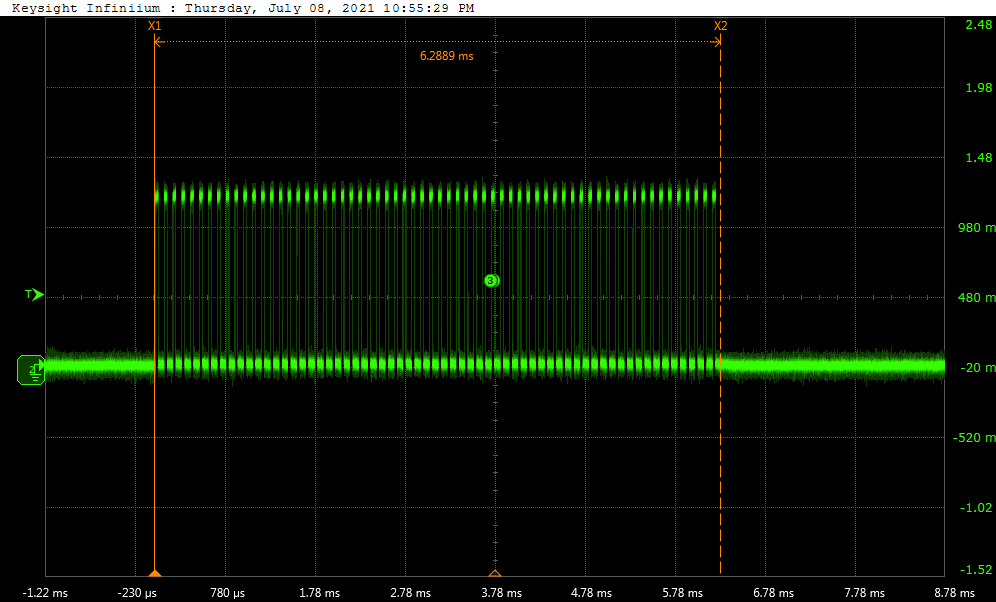 Keysight Infiniium : Thursday, July 08, 2021 10:55:29 PM
X1 X2
6.2889 ms
2.48
1.98
1.48
980 m
3
T
480 m
2
-20 m
-520 m
-1.02
-1.52
-1.22 ms -230 µs 780 µs 1.78 ms 2.78 ms 3.78 ms 4.78 ms 5.78 ms 6.78 ms 7.78 ms 8.78 ms